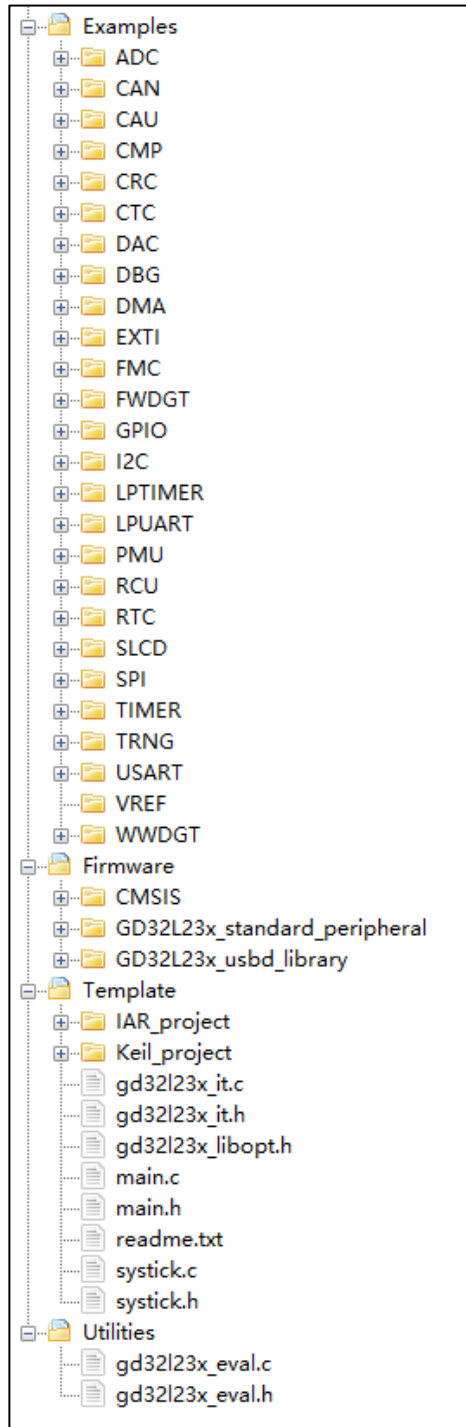 Examples
ADC
CAN
CAU
CMP
CRC
CTC
DAC
DBG
DMA
EXTI
FMC
FWDGT
GPIO
I2C
LPTIMER
LPUART
PMU
RCU
RTC
SLCD
SPI
TIMER
TRNG
USART
VREF
WWDGT
Firmware
CMSIS
GD32L23x_standard_peripheral
GD32L23x_usbd_library
Template
IAR_project
Keil_project
gd32l23x_it.c
gd32l23x_it.h
gd32l23x_libopt.h
main.c
main.h
readme.txt
systick.c
systick.h
Utilities
gd32l23x_eval.c
gd32l23x_eval.h